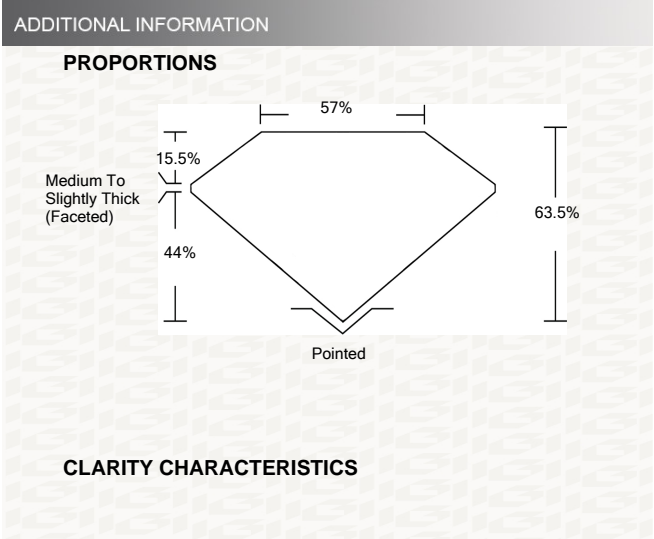 ADDITIONAL INFORMATION
PROPORTIONS
57%
15.5%
Medium To
Slightly Thick
(Faceted)
63.5%
44%
Pointed
CLARITY CHARACTERISTICS